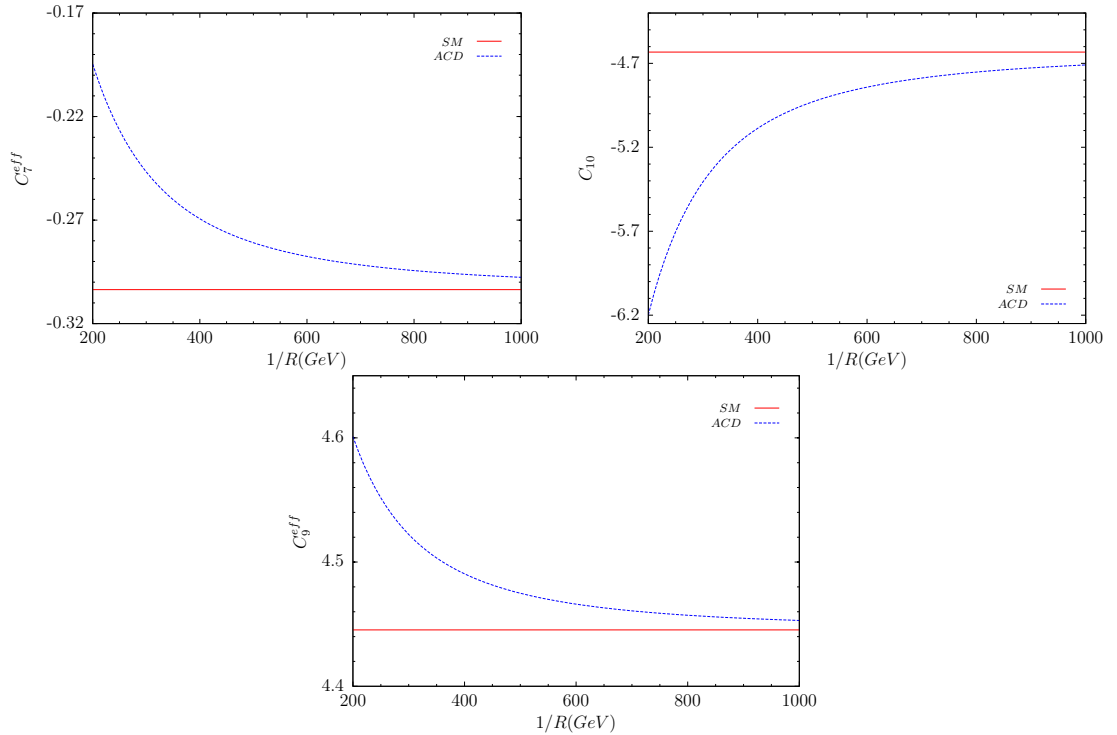 -0.17
-0.22
-0.27
-0.32
200 400 600 800 1000
C_7^{eff}
1/R(GeV)
SM
ACD
-4.7
-5.2
-5.7
-6.2
200 400 600 800 1000
C_{10}
1/R(GeV)
SM
ACD
4.6
4.5
4.4
200 400 600 800 1000
C_9^{eff}
1/R(GeV)
SM
ACD